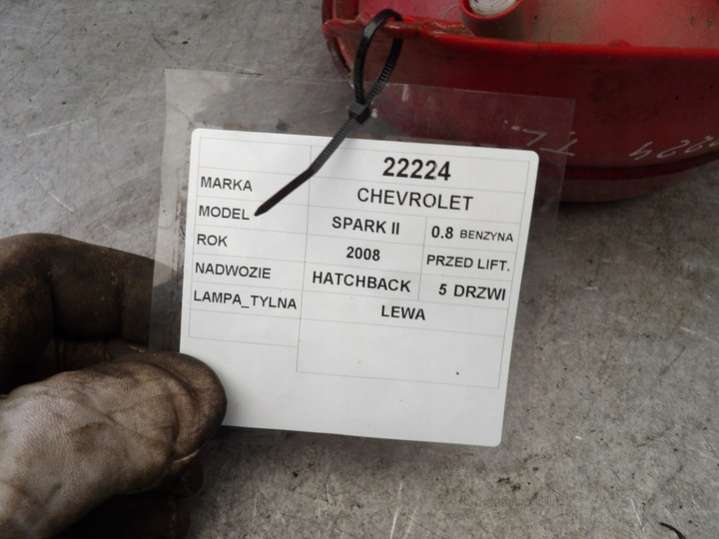 22224
MARKA CHEVROLET
MODEL SPARK II 0.8 BENZYNA
ROK 2008 PRZED LIFT.
NADWOZIE HATCHBACK 5 DRZWI
LAMPA_TYLNA LEWA
T.L.